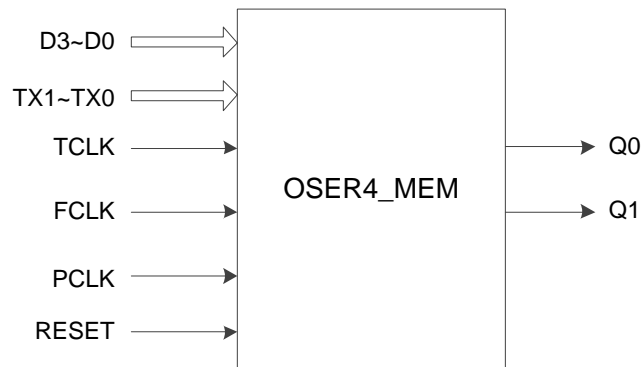 D3~D0
TX1~TX0
TCLK
FCLK
PCLK
RESET
OSER4_MEM
Q0
Q1